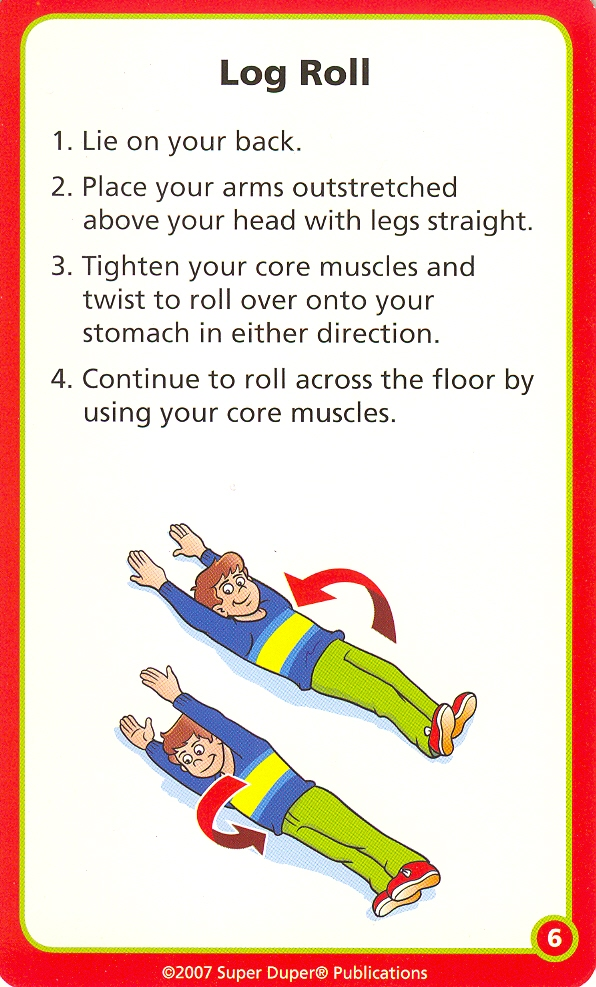 Log Roll
1. Lie on your back.
2. Place your arms outstretched
above your head with legs straight.
3. Tighten your core muscles and
twist to roll over onto your
stomach in either direction.
4. Continue to roll across the floor by
using your core muscles.
6
©2007 Super Duper® Publications